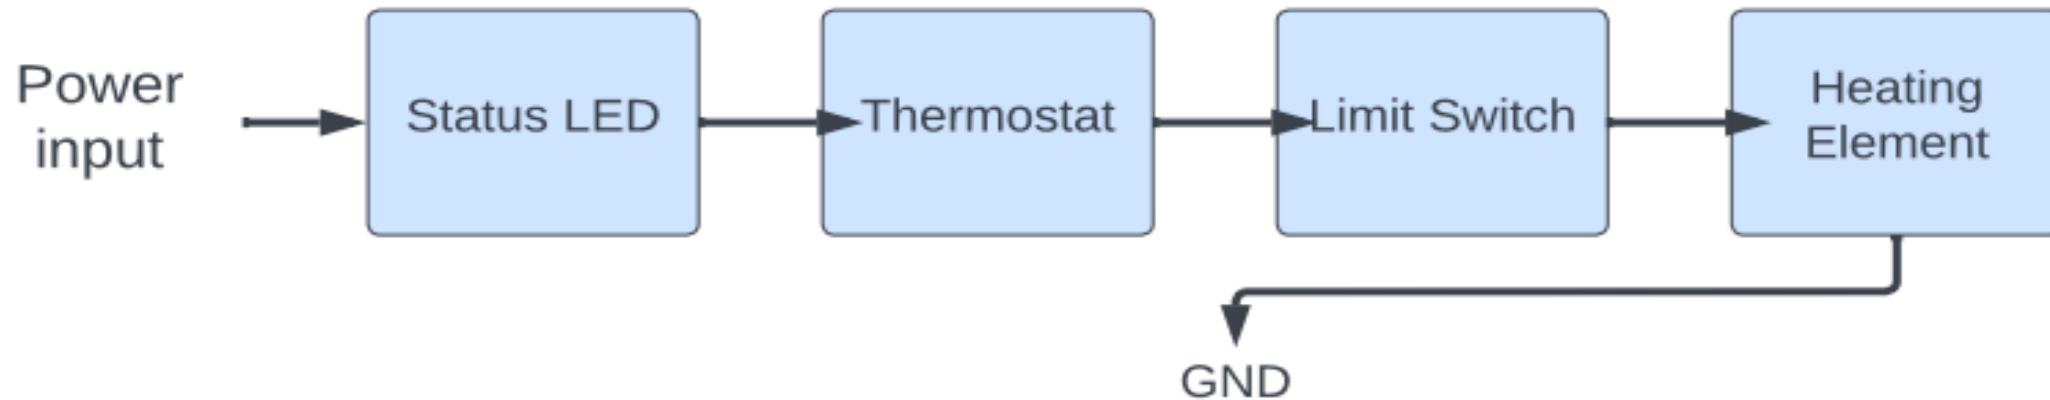 Power
input
Status LED
Thermostat
Limit Switch
Heating
Element
GND